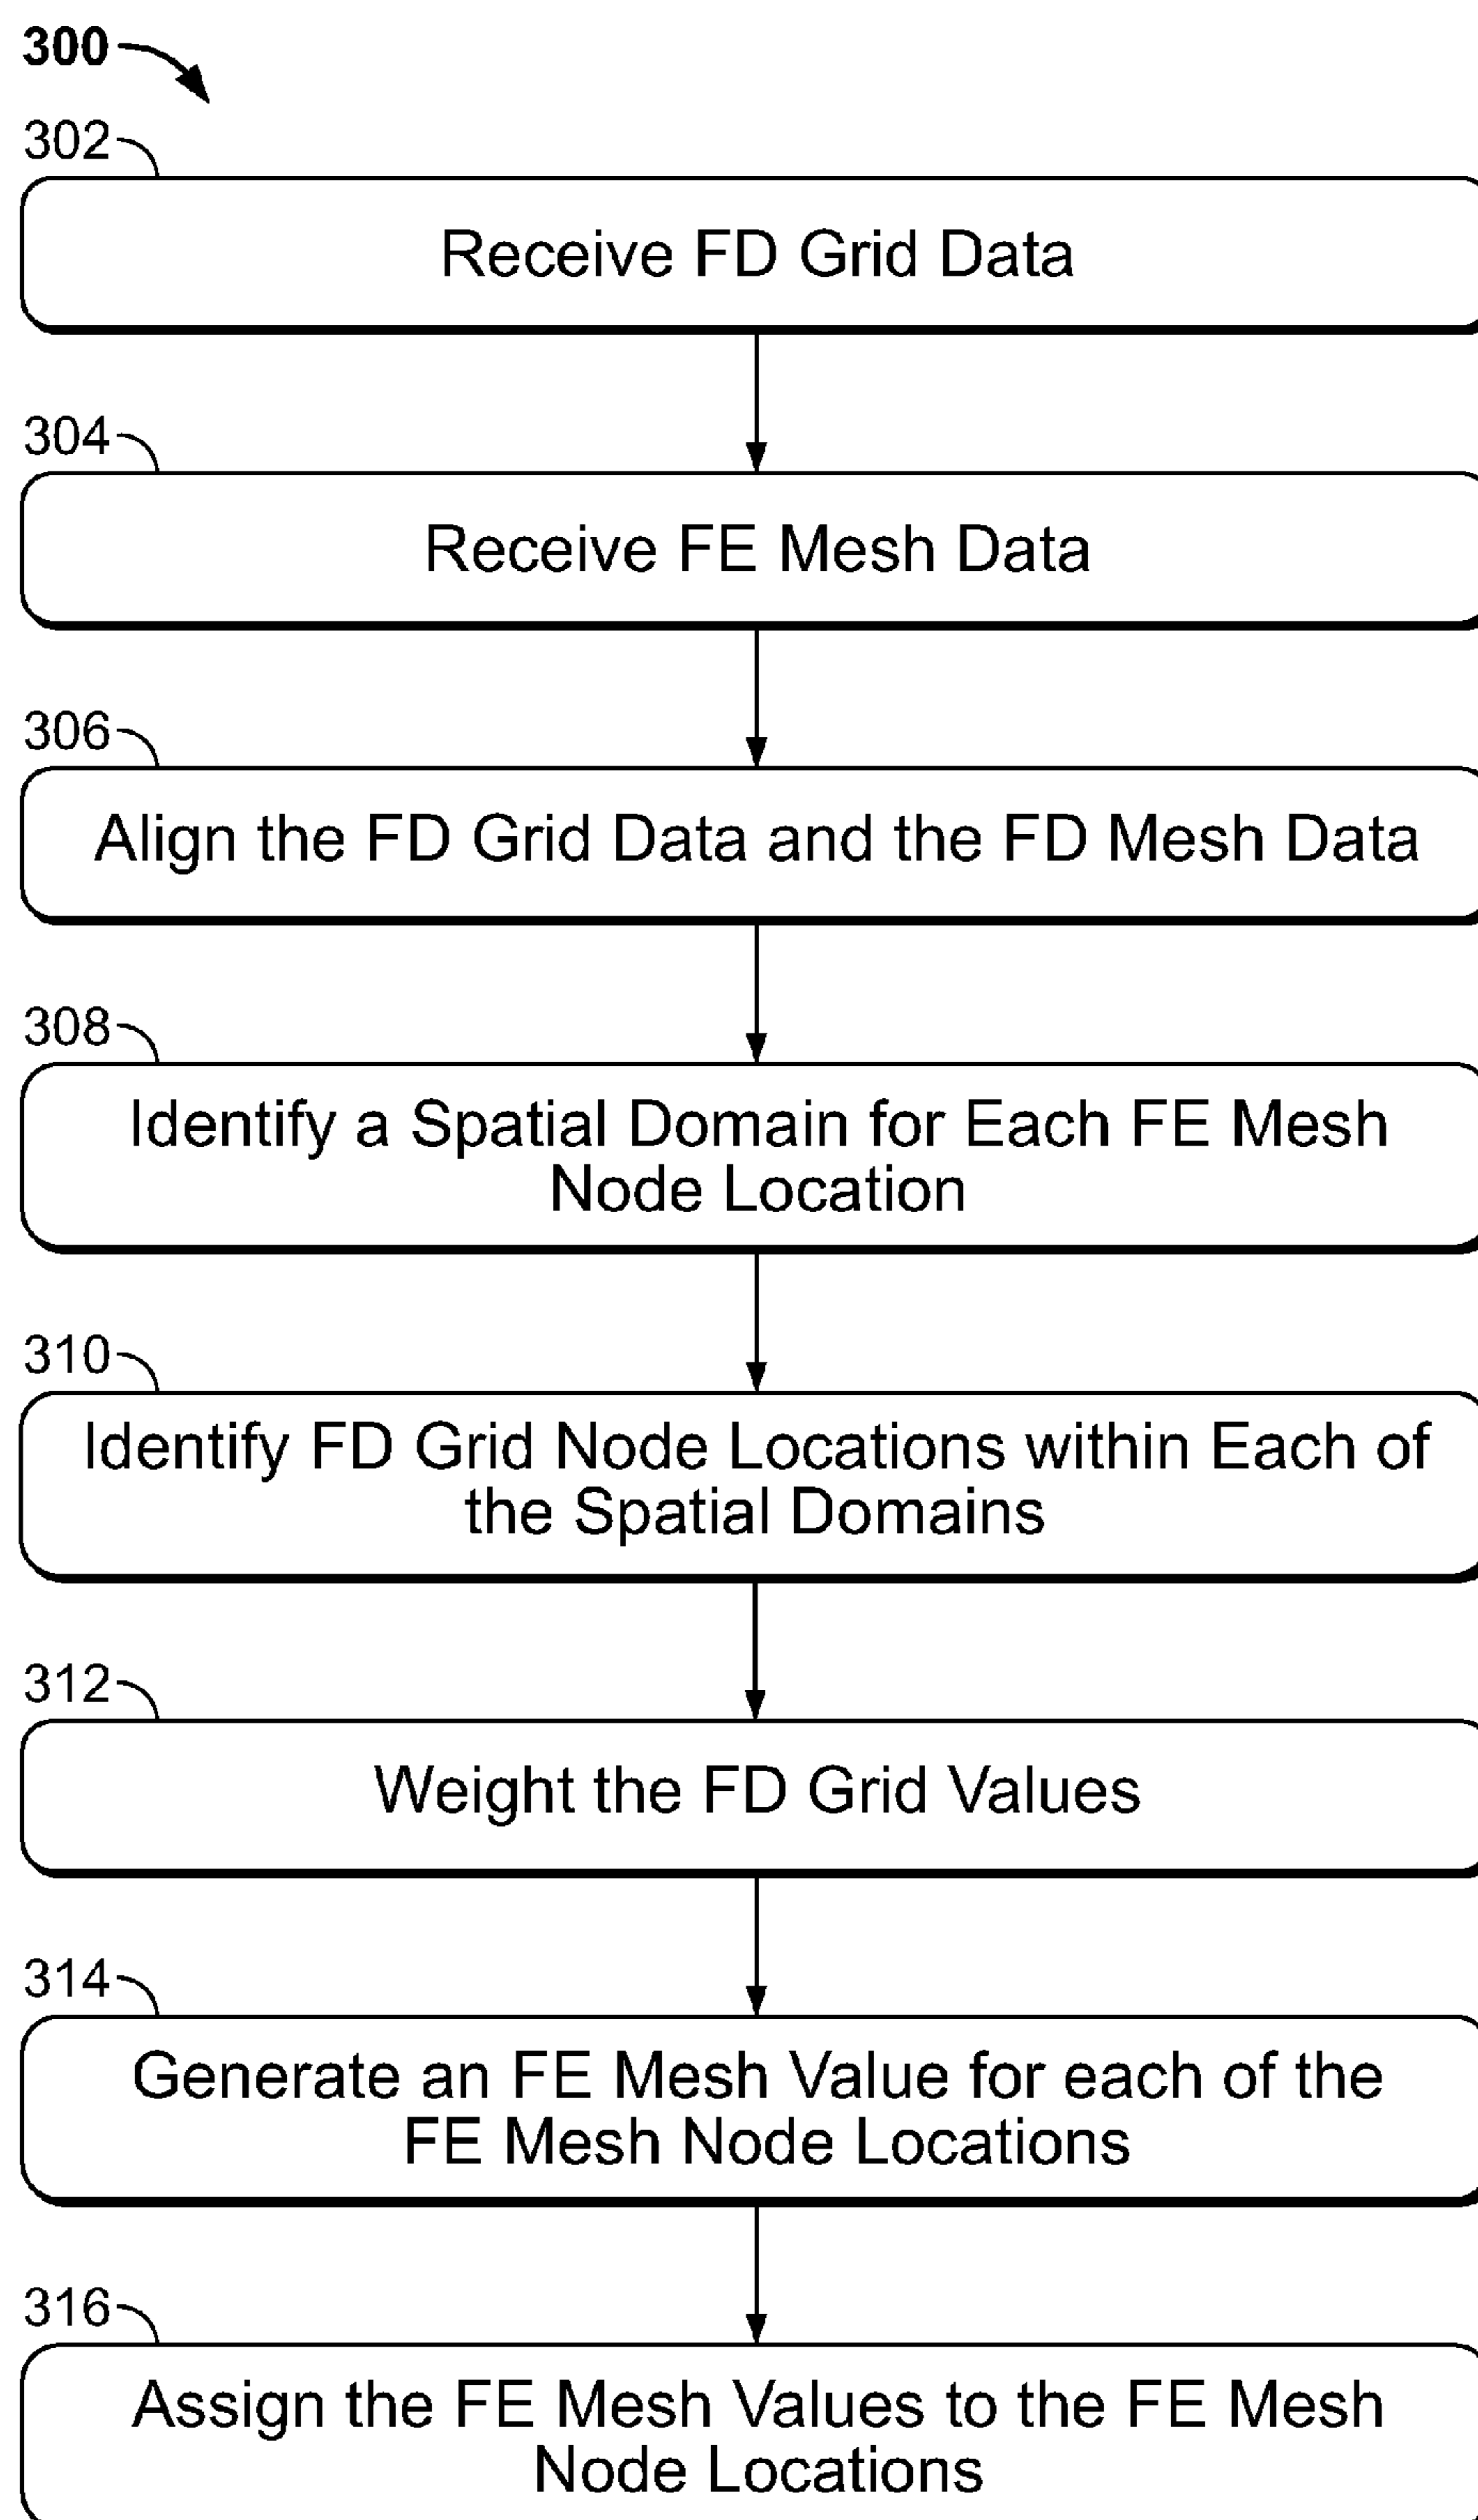 300
302
Receive FD Grid Data
304
Receive FE Mesh Data
306
Align the FD Grid Data and the FD Mesh Data
308
Identify a Spatial Domain for Each FE Mesh
Node Location
310
Identify FD Grid Node Locations within Each of
the Spatial Domains
312
Weight the FD Grid Values
314
Generate an FE Mesh Value for each of the
FE Mesh Node Locations
316
Assign the FE Mesh Values to the FE Mesh
Node Locations